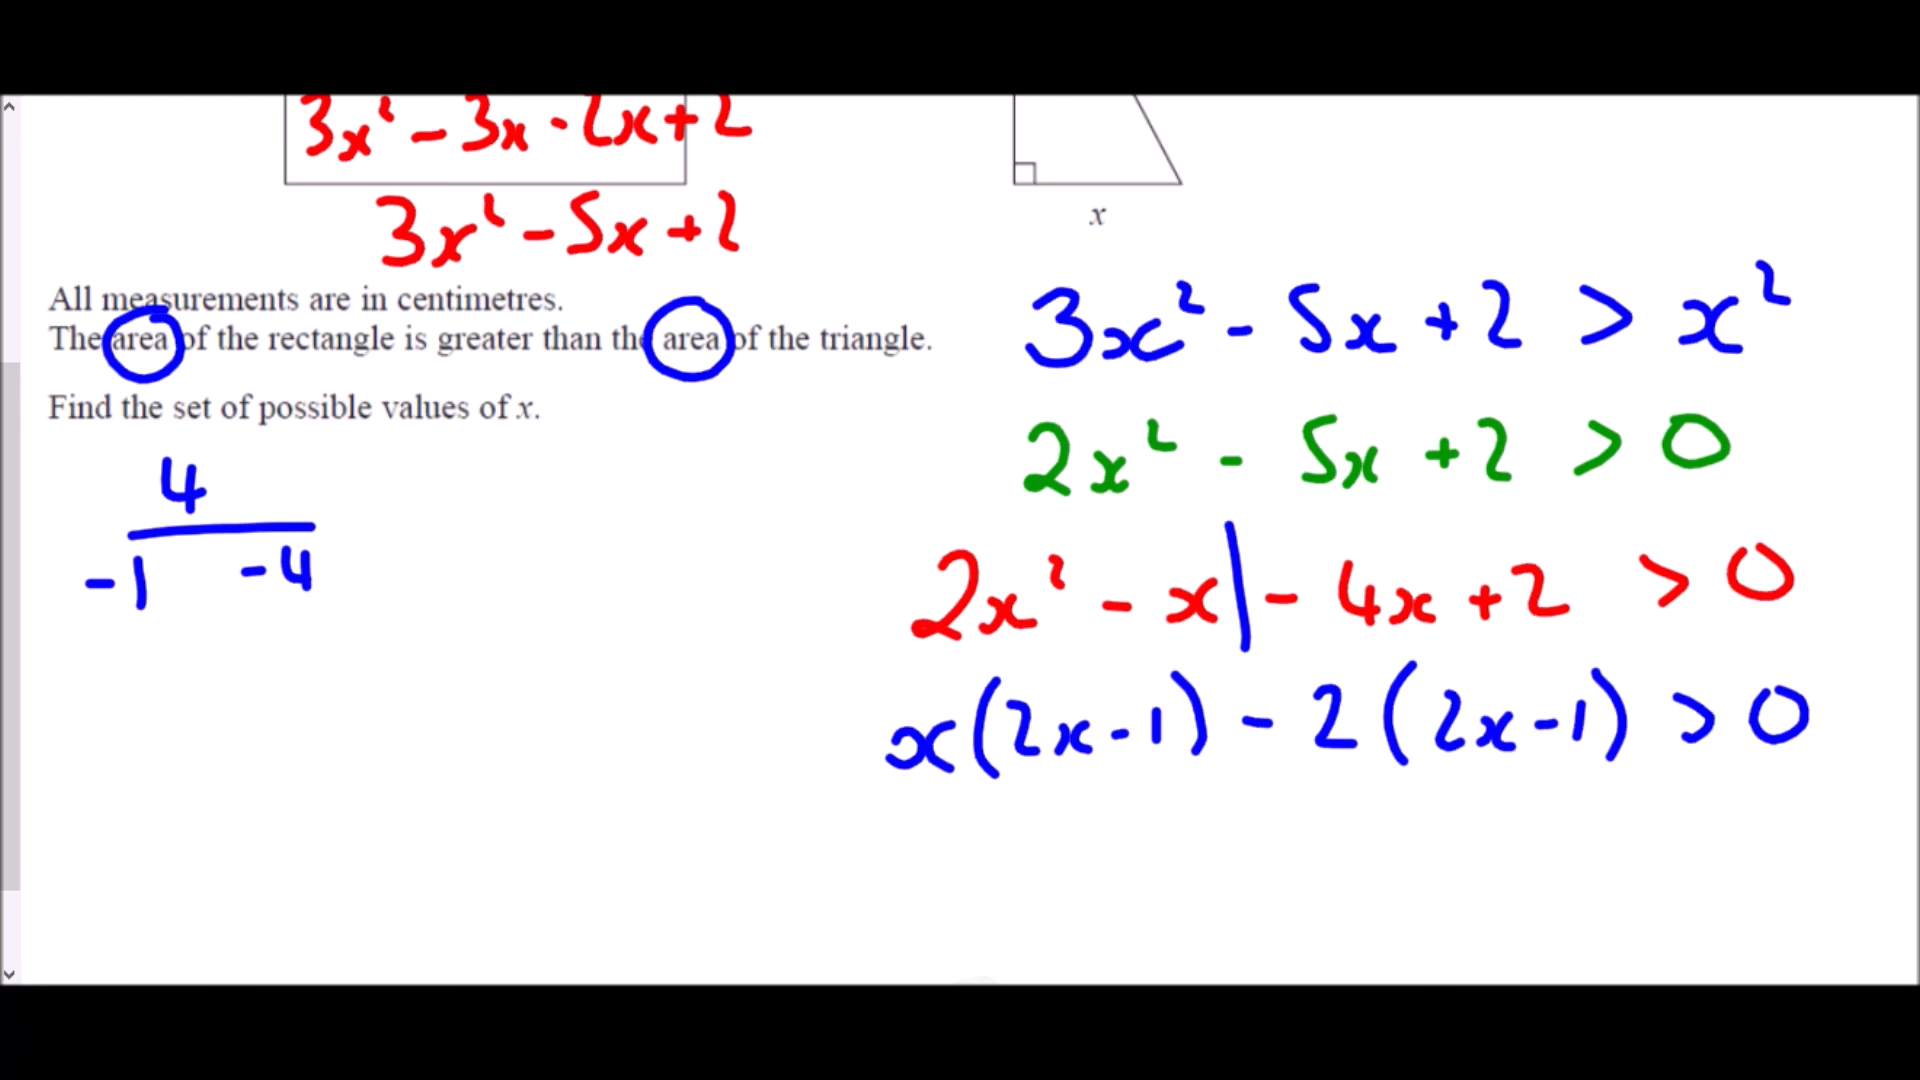 3x² - 3x - 2x + 2
3x² - 5x + 2
x
All measurements are in centimetres.
The area of the rectangle is greater than the area of the triangle.
Find the set of possible values of x.
4
-1 -4
3x² - 5x + 2 > x²
2x² - 5x + 2 > 0
2x² - x | - 4x + 2 > 0
x(2x - 1) - 2(2x - 1) > 0